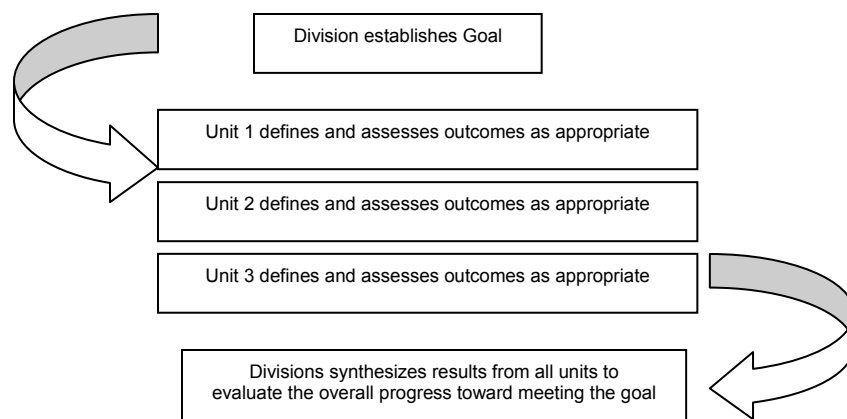 Division establishes Goal
Unit 1 defines and assesses outcomes as appropriate
Unit 2 defines and assesses outcomes as appropriate
Unit 3 defines and assesses outcomes as appropriate
Divisions synthesizes results from all units to
evaluate the overall progress toward meeting the goal